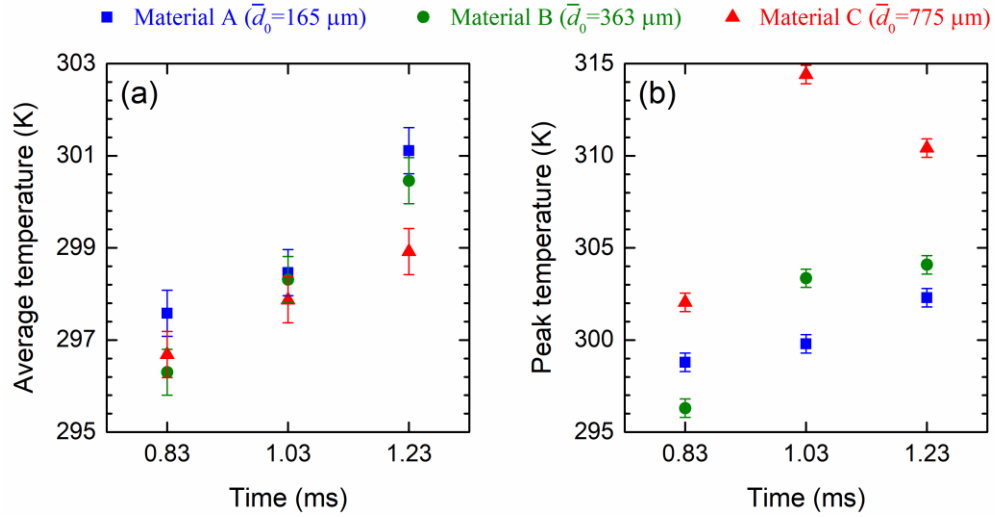 Material A (d̅₀=165 µm) Material B (d̅₀=363 µm) Material C (d̅₀=775 µm)
(a)
Average temperature (K)
303
301
299
297
295
0.83 1.03 1.23
Time (ms)
(b)
Peak temperature (K)
315
310
305
300
295
0.83 1.03 1.23
Time (ms)